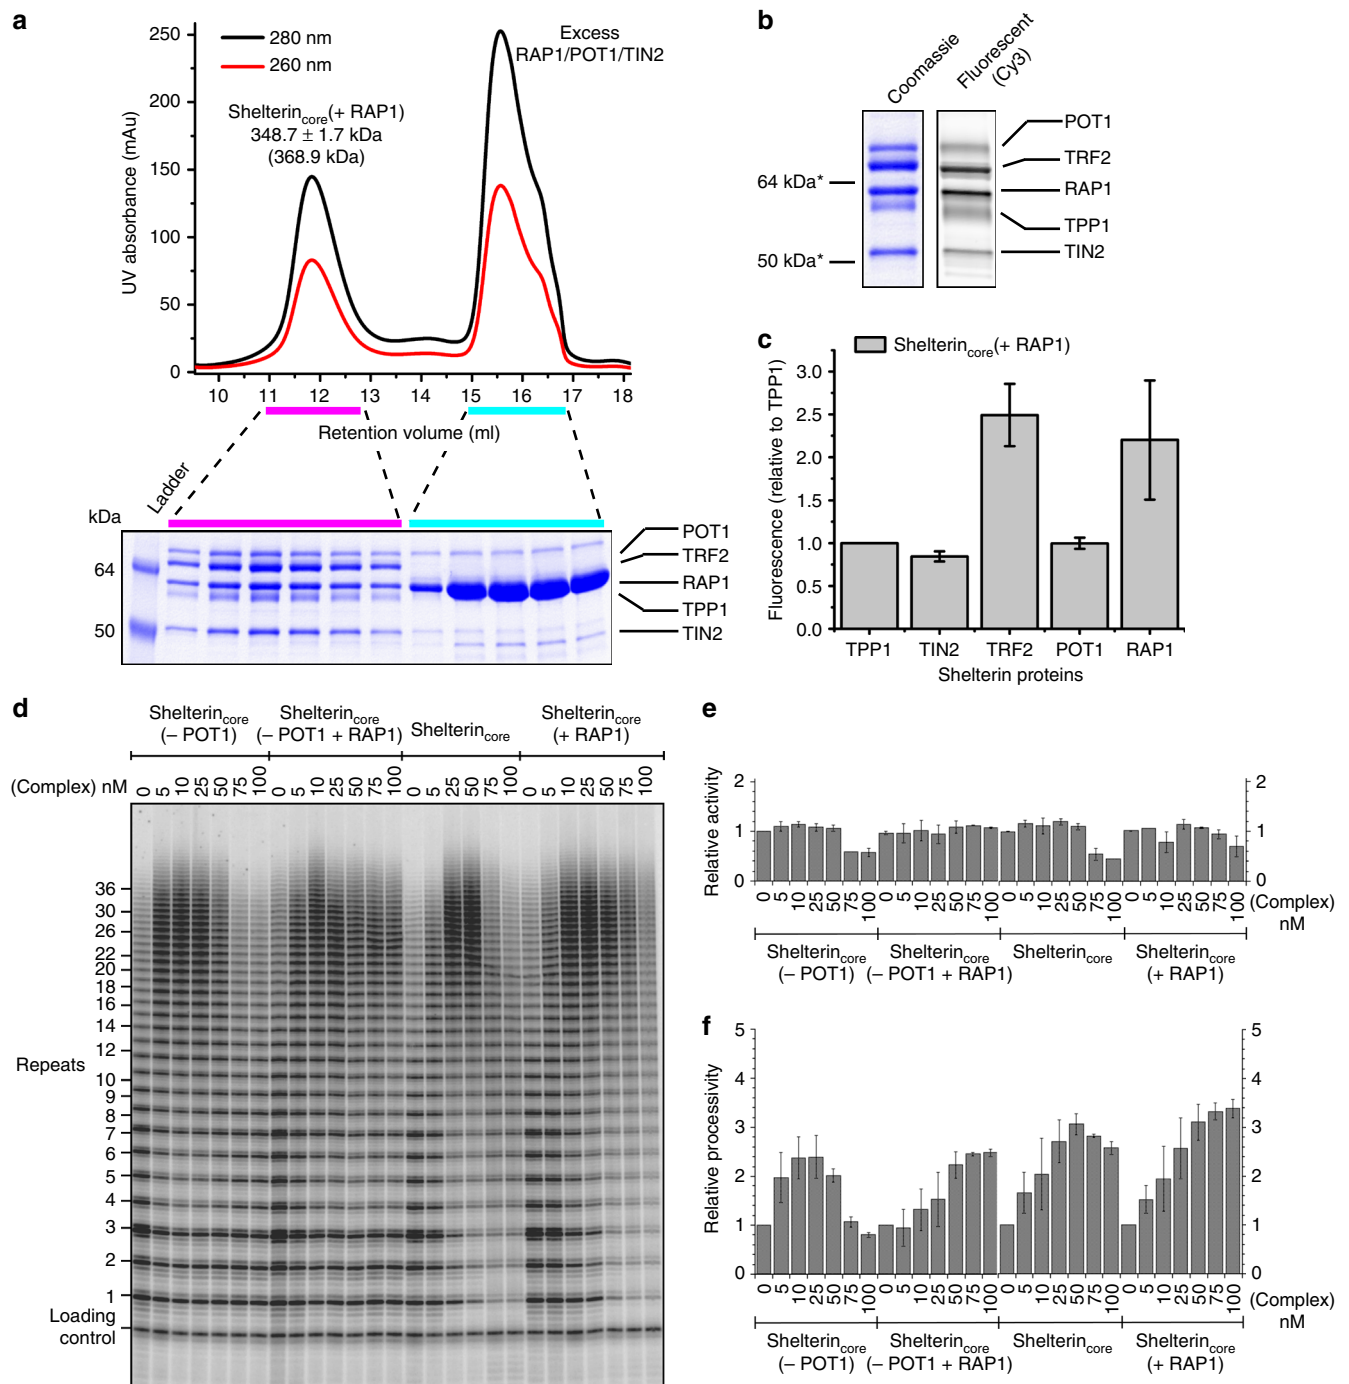 a
250
200
150
100
50
0
UV absorbance (mAu)
280 nm
260 nm
Excess
RAP1/POT1/TIN2
Shelterincore(+ RAP1)
348.7 ± 1.7 kDa
(368.9 kDa)
10 11 12 13 14 15 16 17 18
Retention volume (ml)
Ladder
kDa
64
50
POT1
TRF2
RAP1
TPP1
TIN2
b
Coomassie
Fluorescent
(Cy3)
64 kDa*
50 kDa*
POT1
TRF2
RAP1
TPP1
TIN2
c
Shelterincore(+ RAP1)
Fluorescence (relative to TPP1)
3.0
2.5
2.0
1.5
1.0
0.5
0.0
TPP1 TIN2 TRF2 POT1 RAP1
Shelterin proteins
d
Shelterincore
(– POT1)
Shelterincore
(– POT1 + RAP1)
Shelterincore
Shelterincore
(+ RAP1)
(Complex) nM
0 5 10 25 50 75 100 0 5 10 25 50 75 100 0 5 25 50 75 100 0 5 10 25 50 75 100
Repeats
36
30
26
22
20
18
16
14
12
10
9
8
7
6
5
4
3
2
1
Loading
control
e
Relative activity
2
1
0
2
1
0
0 5 10 25 50 75 100 0 5 10 25 50 75 100 0 5 10 25 50 75 100 0 5 10 25 50 75 100
(Complex)
nM
Shelterincore
(– POT1)
Shelterincore
(– POT1 + RAP1)
Shelterincore
Shelterincore
(+ RAP1)
f
Relative processivity
5
4
3
2
1
0
5
4
3
2
1
0
0 5 10 25 50 75 100 0 5 10 25 50 75 100 0 5 10 25 50 75 100 0 5 10 25 50 75 100
(Complex)
nM
Shelterincore
(– POT1)
Shelterincore
(– POT1 + RAP1)
Shelterincore
Shelterincore
(+ RAP1)